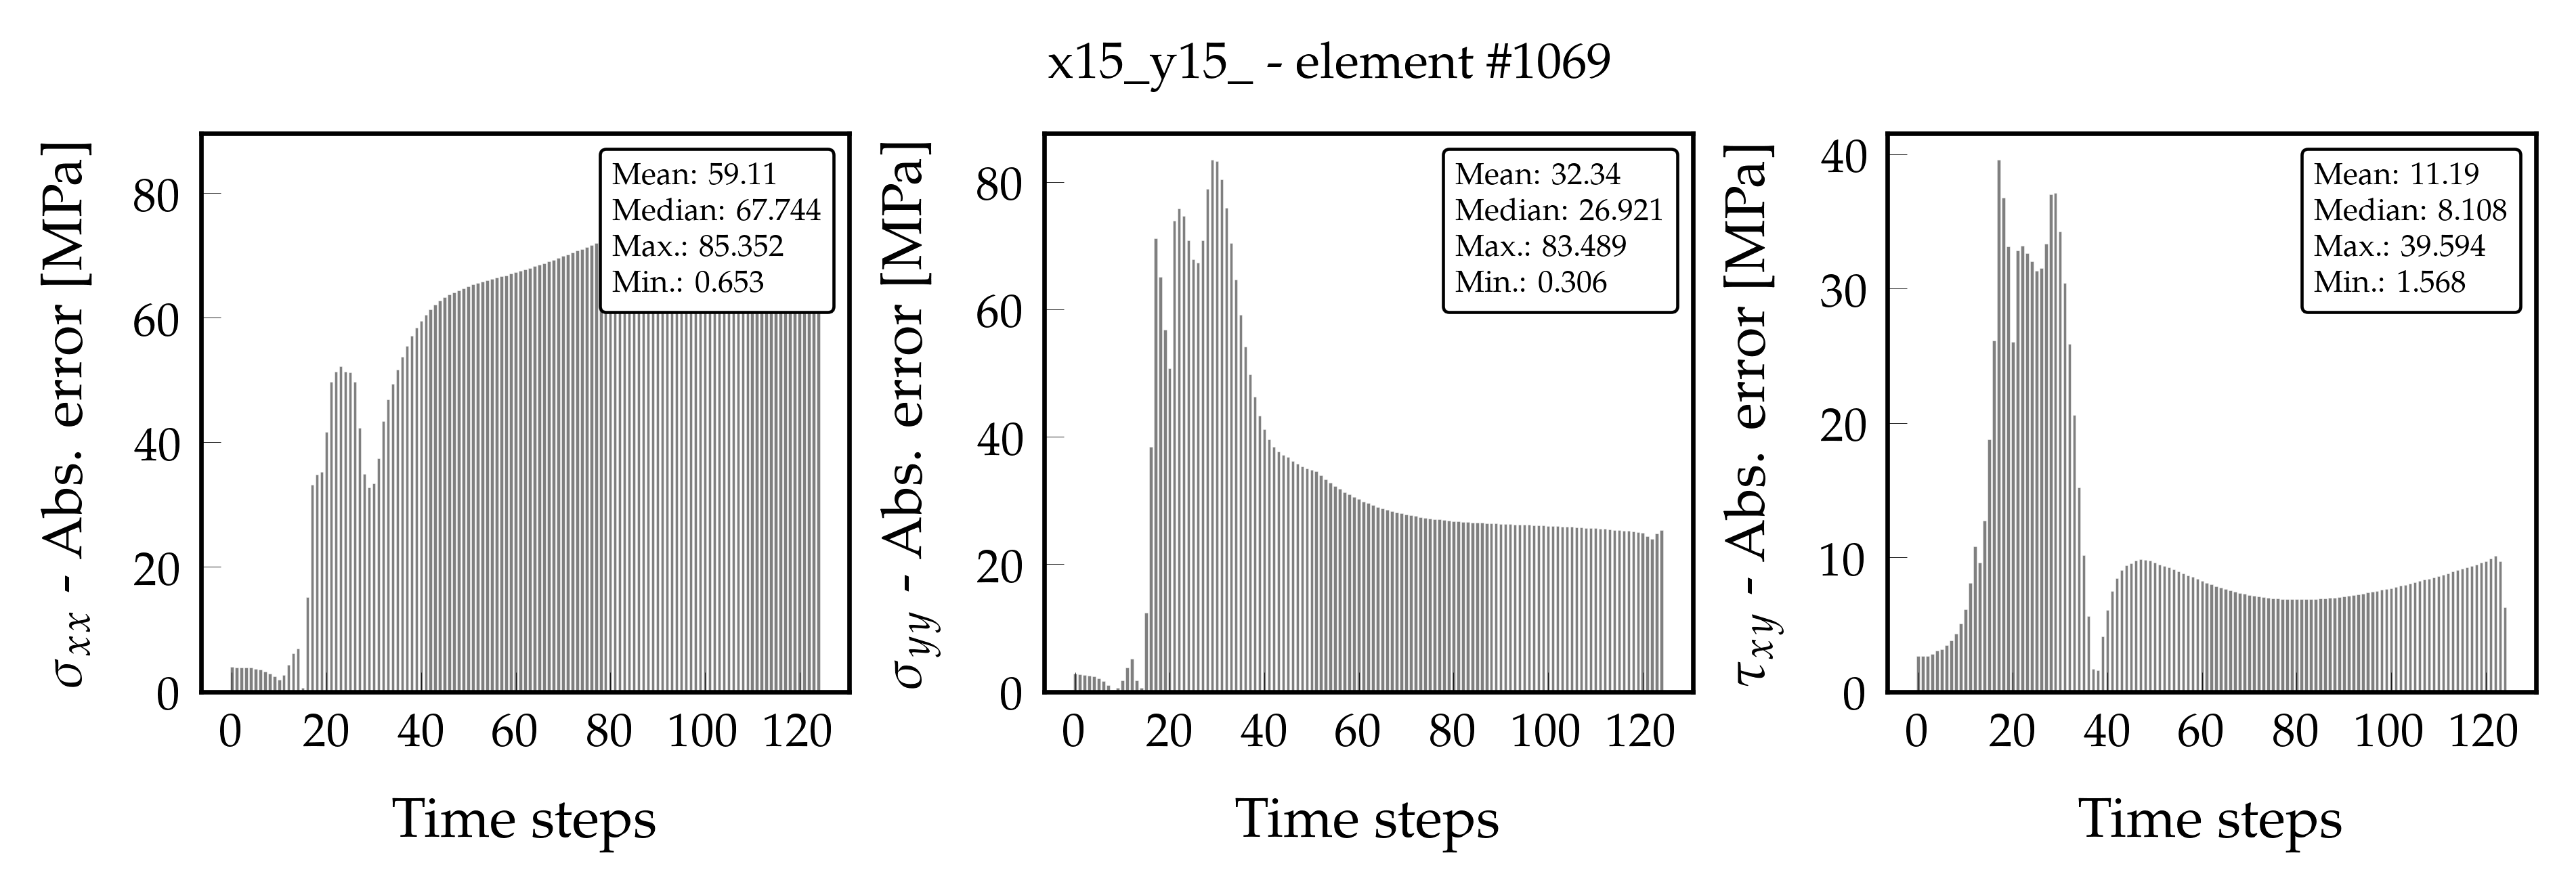 x15_y15_ - element #1069
σxx - Abs. error [MPa]
80
60
40
20
0
0 20 40 60 80 100 120
Time steps
Mean: 59.11
Median: 67.744
Max.: 85.352
Min.: 0.653
σyy - Abs. error [MPa]
80
60
40
20
0
0 20 40 60 80 100 120
Time steps
Mean: 32.34
Median: 26.921
Max.: 83.489
Min.: 0.306
τxy - Abs. error [MPa]
40
30
20
10
0
0 20 40 60 80 100 120
Time steps
Mean: 11.19
Median: 8.108
Max.: 39.594
Min.: 1.568